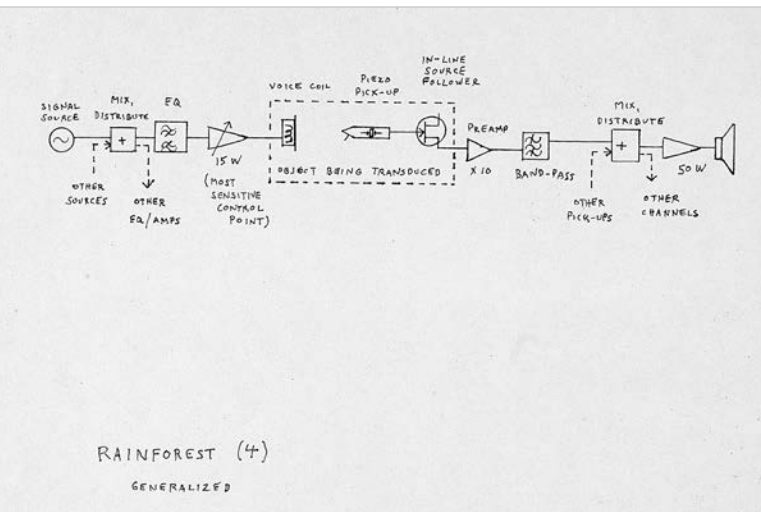 SIGNAL
SOURCE
MIX,
DISTRIBUTE
EQ
OTHER
SOURCES
OTHER
EQ/AMPS
15 W
(MOST
SENSITIVE
CONTROL
POINT)
VOICE COIL
PIEZO
PICK-UP
IN-LINE
SOURCE
FOLLOWER
OBJECT BEING TRANSDUCED
PREAMP
X 10
BAND-PASS
MIX,
DISTRIBUTE
OTHER
PICK-UPS
OTHER
CHANNELS
50 W
RAINFOREST (4)
GENERALIZED